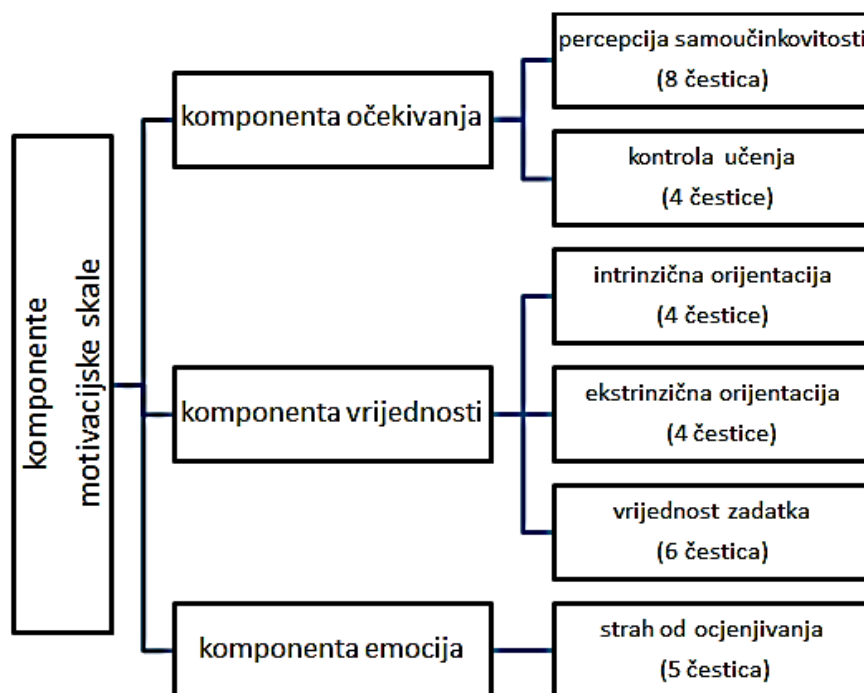 komponente
motivacijske skale
komponenta očekivanja
percepcija samoučinkovitosti
(8 čestica)
kontrola učenja
(4 čestice)
komponenta vrijednosti
intrinzična orijentacija
(4 čestice)
ekstrinzična orijentacija
(4 čestice)
vrijednost zadatka
(6 čestica)
komponenta emocija
strah od ocjenjivanja
(5 čestica)